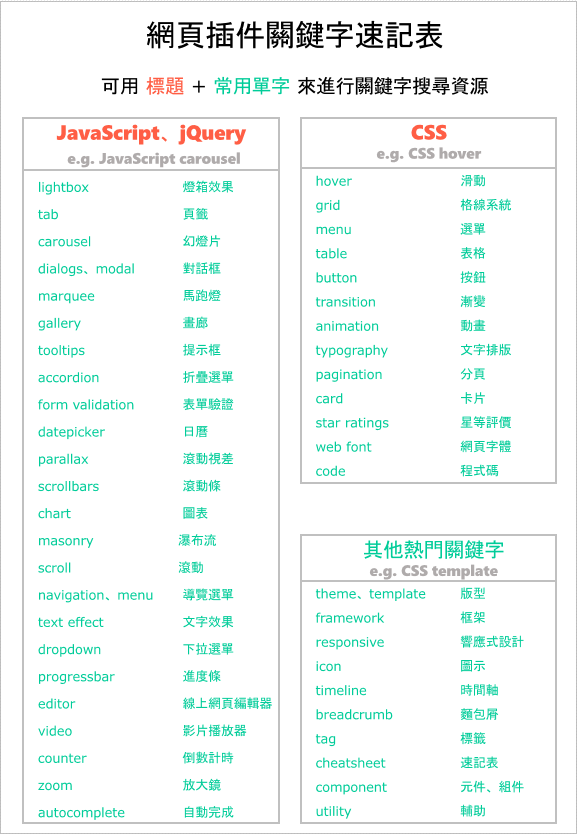 網頁插件關鍵字速記表
可用 標題 + 常用單字 來進行關鍵字搜尋資源
JavaScript、jQuery
e.g. JavaScript carousel
lightbox 燈箱效果
tab 頁籤
carousel 幻燈片
dialogs、modal 對話框
marquee 馬跑燈
gallery 畫廊
tooltips 提示框
accordion 折疊選單
form validation 表單驗證
datepicker 日曆
parallax 滾動視差
scrollbars 滾動條
chart 圖表
masonry 瀑布流
scroll 滾動
navigation、menu 導覽選單
text effect 文字效果
dropdown 下拉選單
progressbar 進度條
editor 線上網頁編輯器
video 影片播放器
counter 倒數計時
zoom 放大鏡
autocomplete 自動完成
CSS
e.g. CSS hover
hover 滑動
grid 格線系統
menu 選單
table 表格
button 按鈕
transition 漸變
animation 動畫
typography 文字排版
pagination 分頁
card 卡片
star ratings 星等評價
web font 網頁字體
code 程式碼
其他熱門關鍵字
e.g. CSS template
theme、template 版型
framework 框架
responsive 響應式設計
icon 圖示
timeline 時間軸
breadcrumb 麵包屑
tag 標籤
cheatsheet 速記表
component 元件、組件
utility 輔助